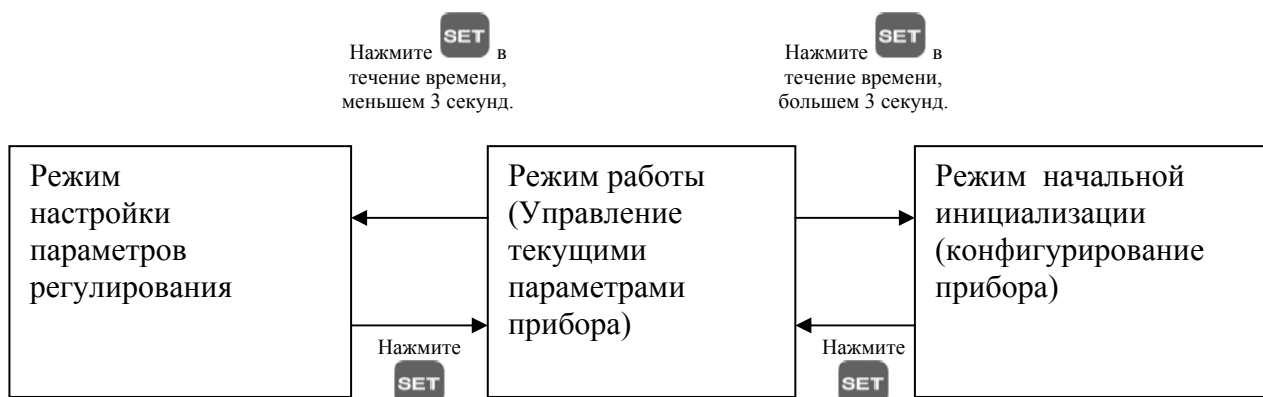 Нажмите SET в
течение времени,
меньшем 3 секунд.
Нажмите SET в
течение времени,
большем 3 секунд.
Режим
настройки
параметров
регулирования
Режим работы
(Управление
текущими
параметрами
прибора)
Режим начальной
инициализации
(конфигурирование
прибора)
Нажмите
SET
Нажмите
SET